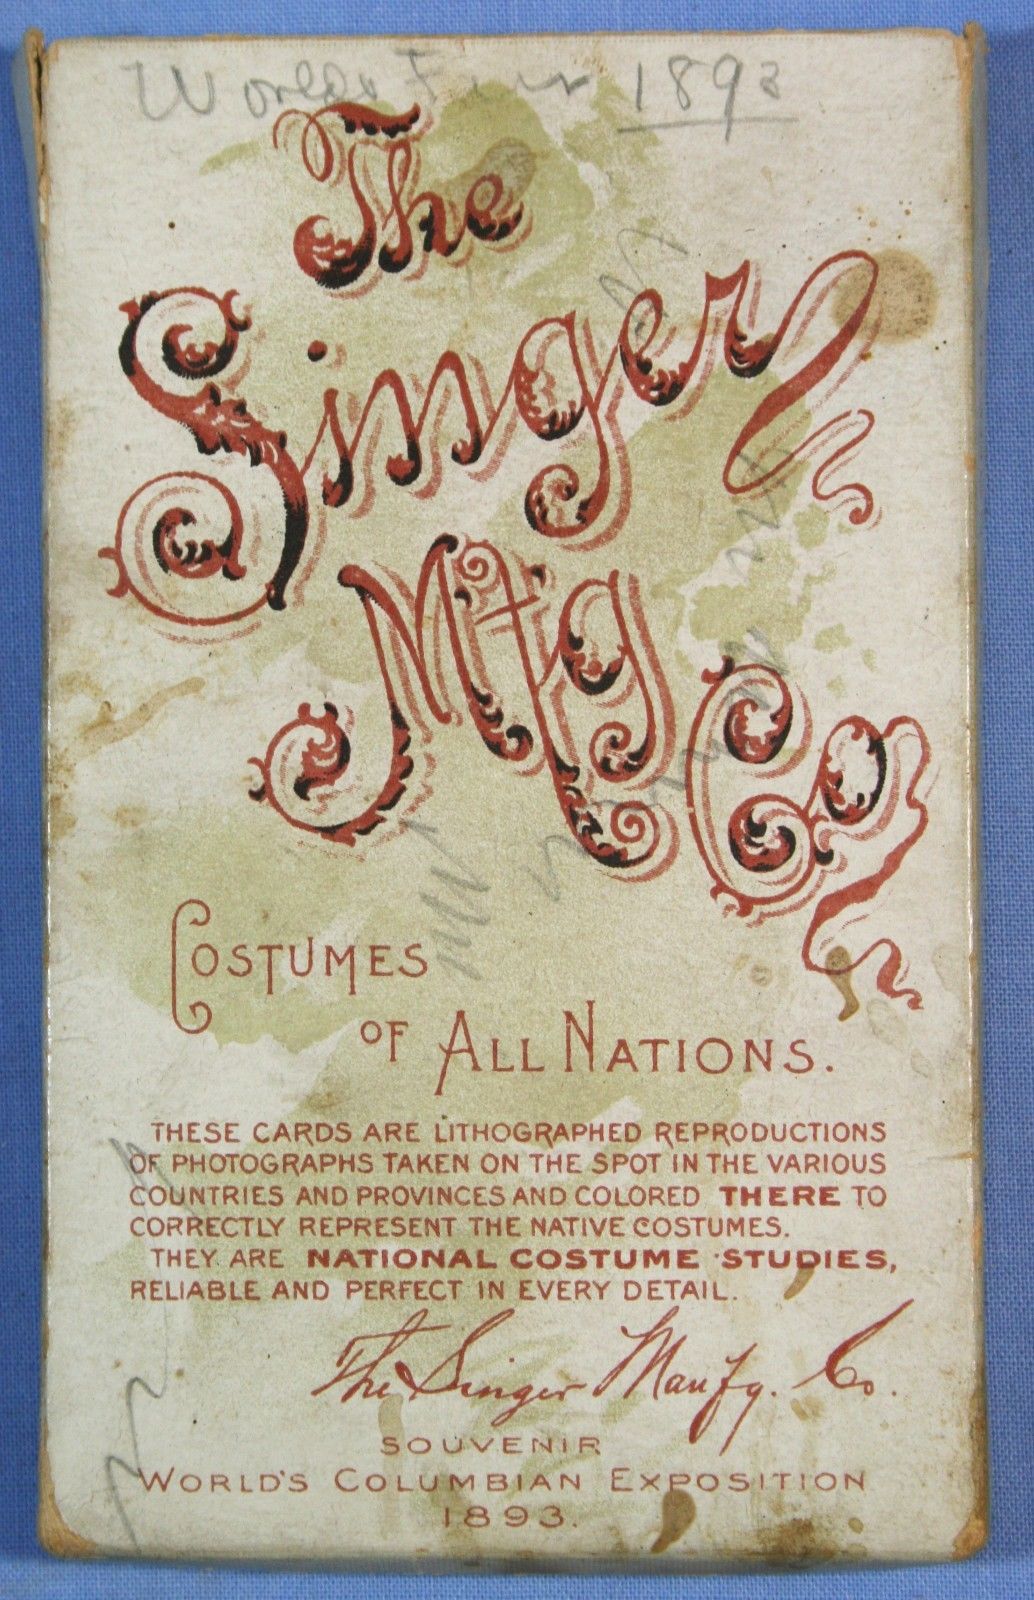 Worlds Fair 1893
The
Singer
Mfg Co.
COSTUMES
OF ALL NATIONS.
THESE CARDS ARE LITHOGRAPHED REPRODUCTIONS
OF PHOTOGRAPHS TAKEN ON THE SPOT IN THE VARIOUS
COUNTRIES AND PROVINCES AND COLORED THERE TO
CORRECTLY REPRESENT THE NATIVE COSTUMES.
THEY ARE NATIONAL COSTUME STUDIES,
RELIABLE AND PERFECT IN EVERY DETAIL.
The Singer Manfg. Co.
SOUVENIR
WORLD'S COLUMBIAN EXPOSITION
1893.